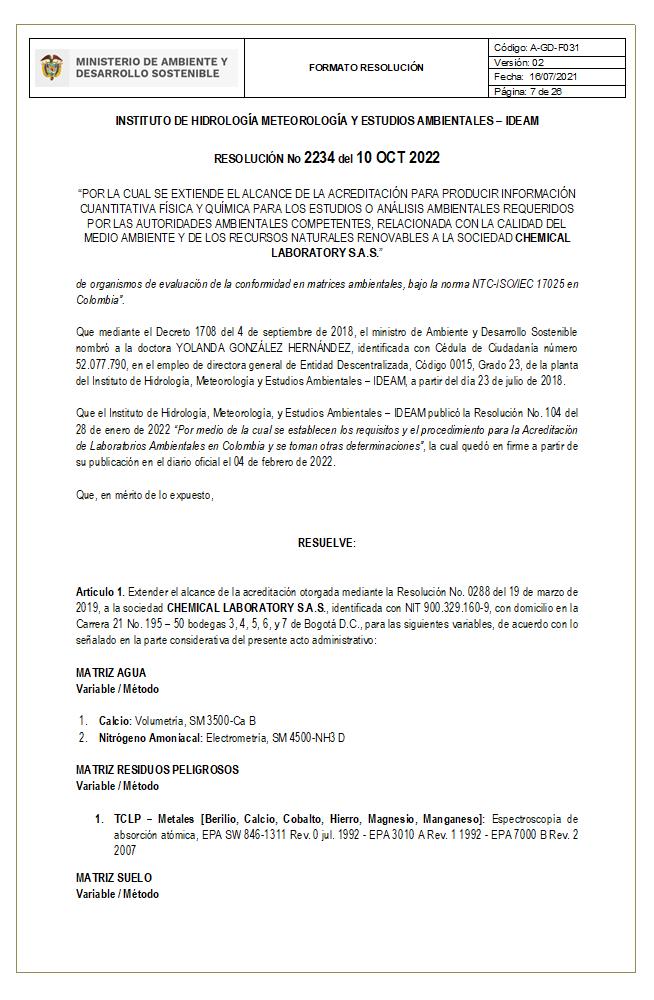 MINISTERIO DE AMBIENTE Y
DESARROLLO SOSTENIBLE
FORMATO RESOLUCIÓN
Código: A-GD-F031
Versión: 02
Fecha: 16/07/2021
Página: 7 de 26
INSTITUTO DE HIDROLOGÍA METEOROLOGÍA Y ESTUDIOS AMBIENTALES – IDEAM
RESOLUCIÓN No 2234 del 10 OCT 2022
“POR LA CUAL SE EXTIENDE EL ALCANCE DE LA ACREDITACIÓN PARA PRODUCIR INFORMACIÓN
CUANTITATIVA FÍSICA Y QUÍMICA PARA LOS ESTUDIOS O ANÁLISIS AMBIENTALES REQUERIDOS
POR LAS AUTORIDADES AMBIENTALES COMPETENTES, RELACIONADA CON LA CALIDAD DEL
MEDIO AMBIENTE Y DE LOS RECURSOS NATURALES RENOVABLES A LA SOCIEDAD CHEMICAL
LABORATORY S.A.S.”
de organismos de evaluación de la conformidad en matrices ambientales, bajo la norma NTC-ISO/IEC 17025 en
Colombia”.
Que mediante el Decreto 1708 del 4 de septiembre de 2018, el ministro de Ambiente y Desarrollo Sostenible
nombró a la doctora YOLANDA GONZÁLEZ HERNÁNDEZ, identificada con Cédula de Ciudadanía número
52.077.790, en el empleo de directora general de Entidad Descentralizada, Código 0015, Grado 23, de la planta
del Instituto de Hidrología, Meteorología y Estudios Ambientales – IDEAM, a partir del día 23 de julio de 2018.
Que el Instituto de Hidrología, Meteorología, y Estudios Ambientales – IDEAM publicó la Resolución No. 104 del
28 de enero de 2022 “Por medio de la cual se establecen los requisitos y el procedimiento para la Acreditación
de Laboratorios Ambientales en Colombia y se toman otras determinaciones”, la cual quedó en firme a partir de
su publicación en el diario oficial el 04 de febrero de 2022.
Que, en mérito de lo expuesto,
RESUELVE:
Artículo 1. Extender el alcance de la acreditación otorgada mediante la Resolución No. 0288 del 19 de marzo de
2019, a la sociedad CHEMICAL LABORATORY S.A.S., identificada con NIT 900.329.160-9, con domicilio en la
Carrera 21 No. 195 – 50 bodegas 3, 4, 5, 6, y 7 de Bogotá D.C., para las siguientes variables, de acuerdo con lo
señalado en la parte considerativa del presente acto administrativo:
MATRIZ AGUA
Variable / Método
1. Calcio: Volumetría, SM 3500-Ca B
2. Nitrógeno Amoniacal: Electrometría, SM 4500-NH3 D
MATRIZ RESIDUOS PELIGROSOS
Variable / Método
1. TCLP – Metales [Berilio, Calcio, Cobalto, Hierro, Magnesio, Manganeso]: Espectroscopía de
absorción atómica, EPA SW 846-1311 Rev. 0 jul. 1992 - EPA 3010 A Rev. 1 1992 - EPA 7000 B Rev. 2
2007
MATRIZ SUELO
Variable / Método